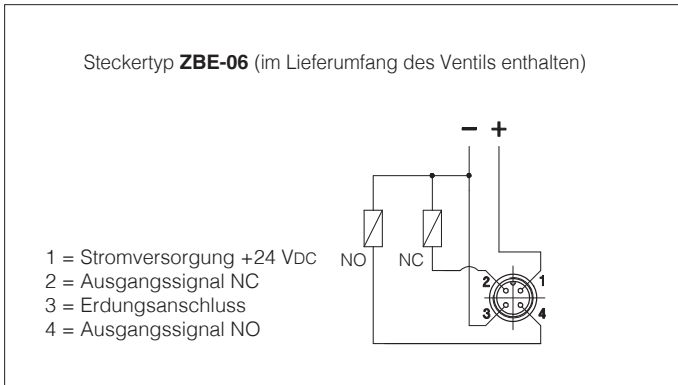 Steckertyp ZBE-06 (im Lieferumfang des Ventils enthalten)
− +
1 = Stromversorgung +24 VDC
2 = Ausgangssignal NC
3 = Erdungsanschluss
4 = Ausgangssignal NO
NO NC
2 1
3 4